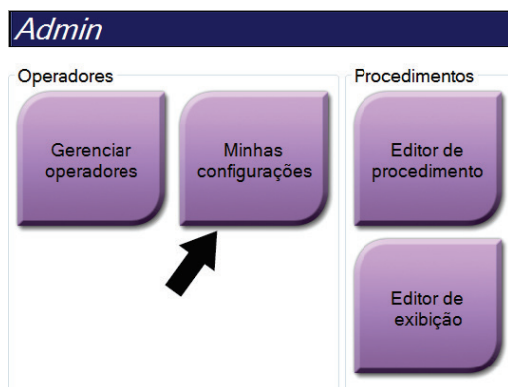 Admin
Operadores
Procedimentos
Gerenciar
operadores
Minhas
configurações
Editor de
procedimento
Editor de
exibição